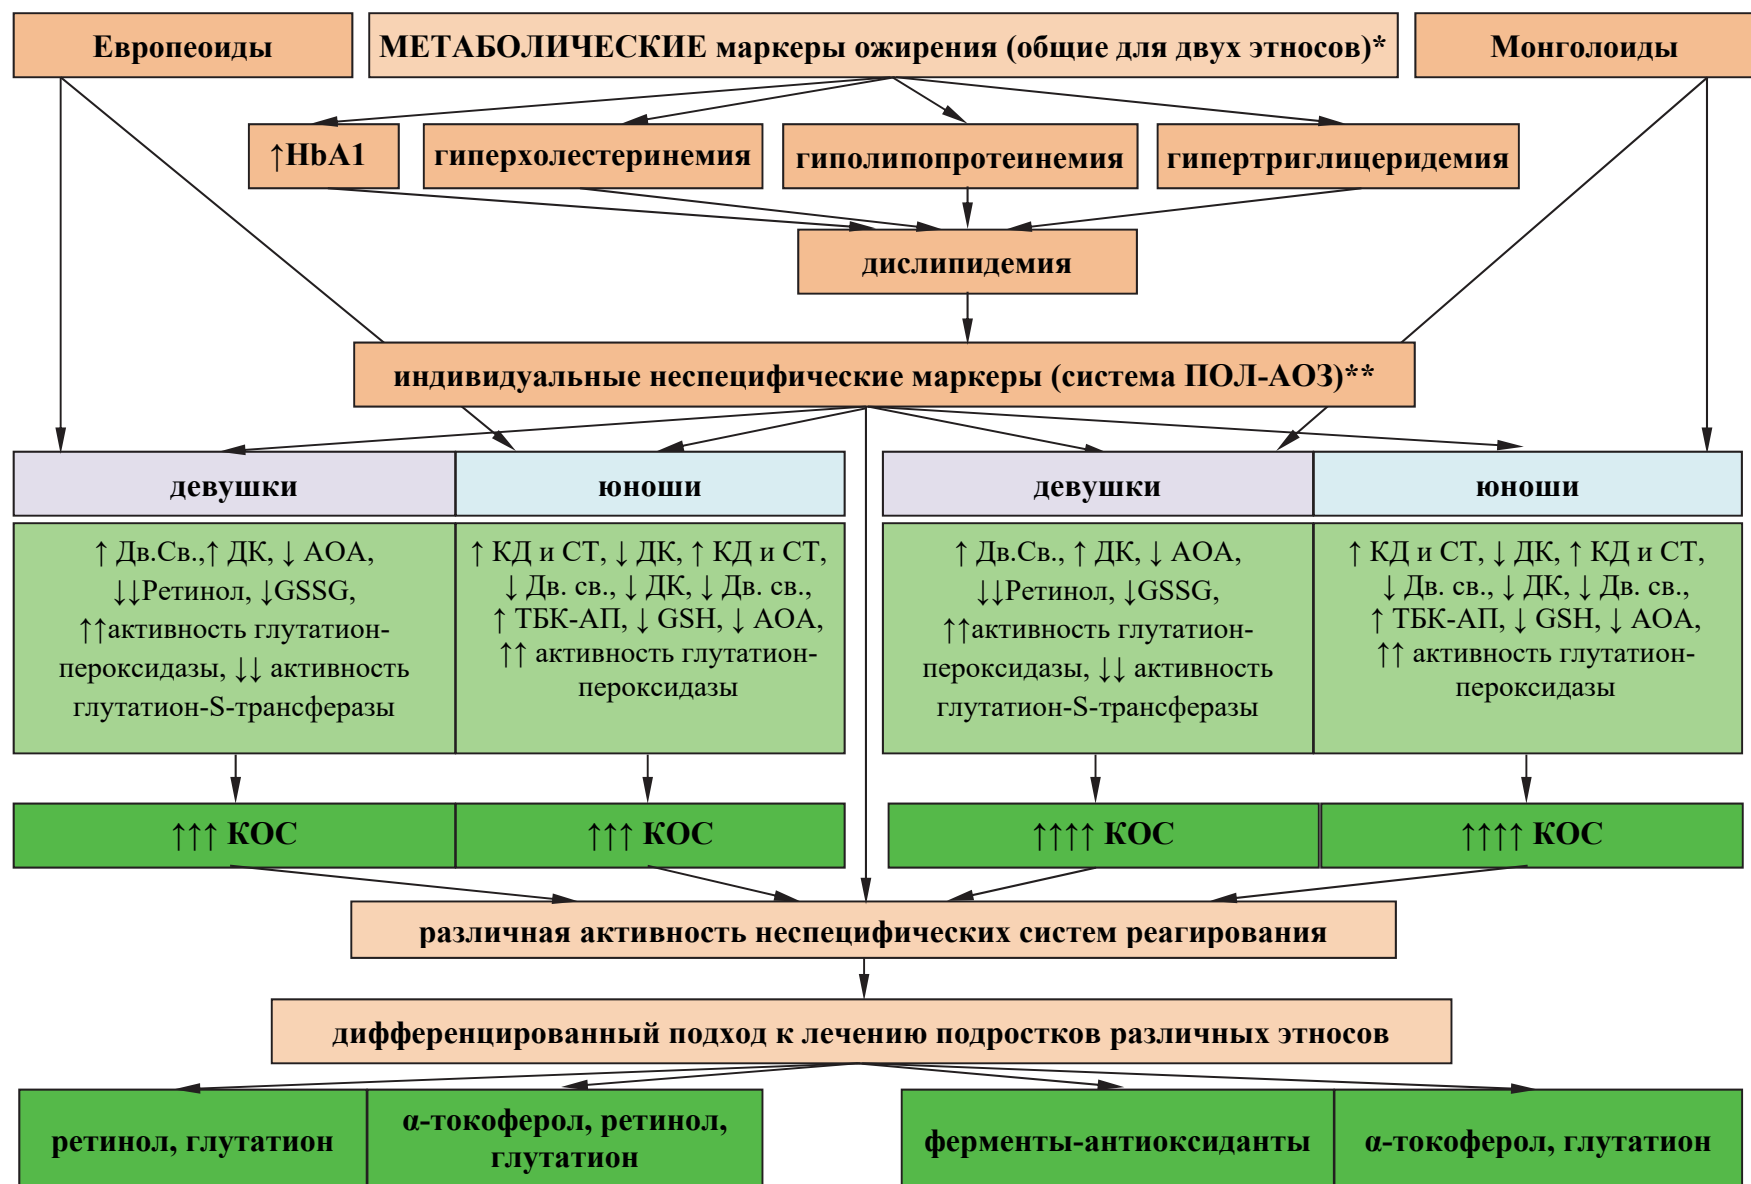 Европеоиды
МЕТАБОЛИЧЕСКИЕ маркеры ожирения (общие для двух этносов)*
Монголоиды
↑HbA1
гиперхолестеринемия
гиполипопротеинемия
гипертриглицеридемия
дислипидемия
индивидуальные неспецифические маркеры (система ПОЛ-АОЗ)**
девушки
юноши
девушки
юноши
↑ Дв.Св.,↑ ДК, ↓ АОА,
↓↓Ретинол, ↓GSSG,
↑↑активность глутатион-
пероксидазы, ↓↓ активность
глутатион-S-трансферазы
↑ КД и СТ, ↓ ДК, ↑ КД и СТ,
↓ Дв. св., ↓ ДК, ↓ Дв. св.,
↑ ТБК-АП, ↓ GSH, ↓ АОА,
↑↑ активность глутатион-
пероксидазы
↑ Дв.Св., ↑ ДК, ↓ АОА,
↓↓Ретинол, ↓GSSG,
↑↑активность глутатион-
пероксидазы, ↓↓ активность
глутатион-S-трансферазы
↑ КД и СТ, ↓ ДК, ↑ КД и СТ,
↓ Дв. св., ↓ ДК, ↓ Дв. св.,
↑ ТБК-АП, ↓ GSH, ↓ АОА,
↑↑ активность глутатион-
пероксидазы
↑↑↑ КОС
↑↑↑ КОС
↑↑↑↑ КОС
↑↑↑↑ КОС
различная активность неспецифических систем реагирования
дифференцированный подход к лечению подростков различных этносов
ретинол, глутатион
α-токоферол, ретинол,
глутатион
ферменты-антиоксиданты
α-токоферол, глутатион